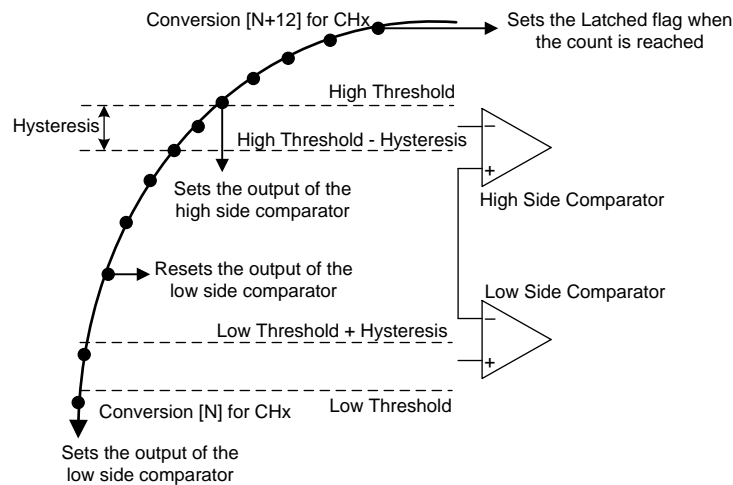 Conversion [N+12] for CHx
Sets the Latched flag when
the count is reached
High Threshold
Hysteresis
High Threshold - Hysteresis
−
+
Sets the output of the
high side comparator
High Side Comparator
Resets the output of the
low side comparator
Low Side Comparator
Low Threshold + Hysteresis
−
+
Conversion [N] for CHx
Low Threshold
Sets the output of the
low side comparator